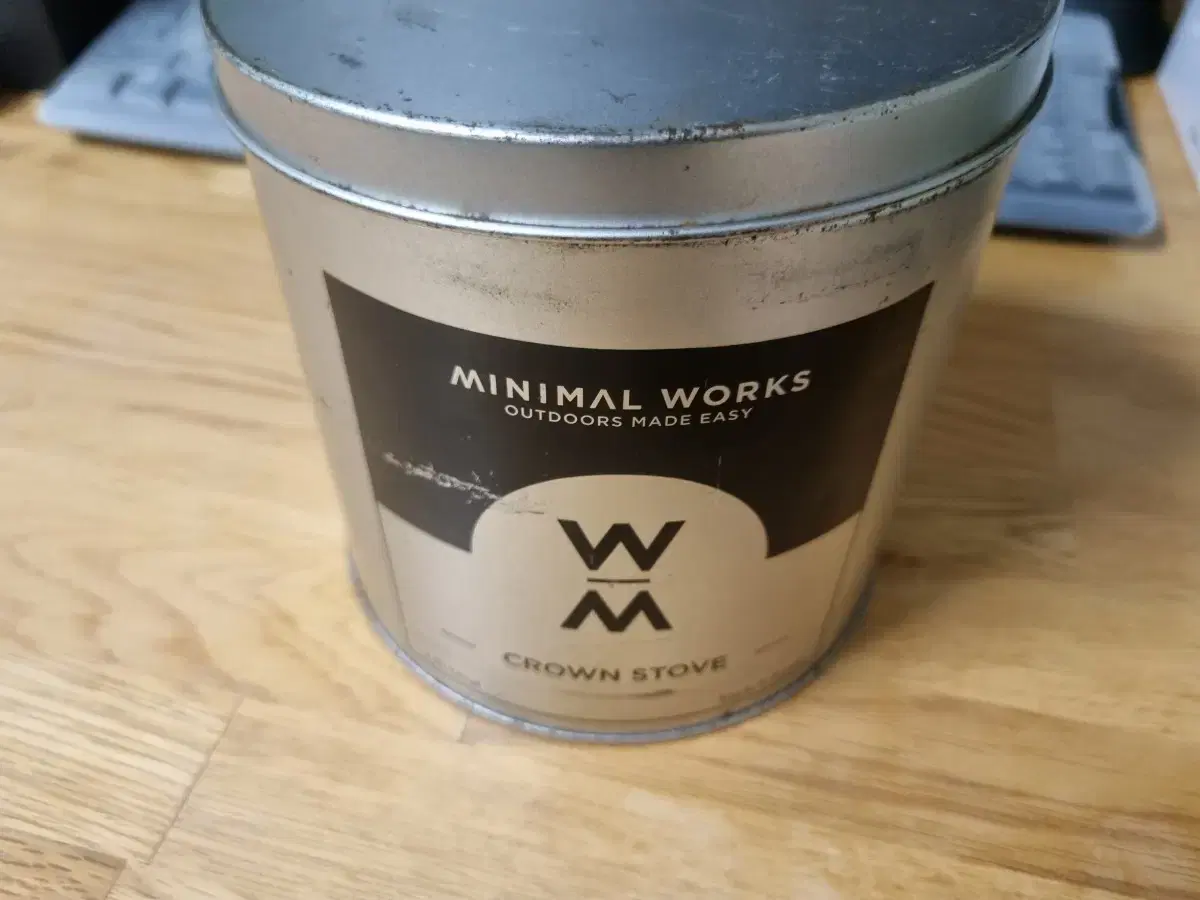 MINIMAL WORKS
OUTDOORS MADE EASY
W
M
CROWN STOVE